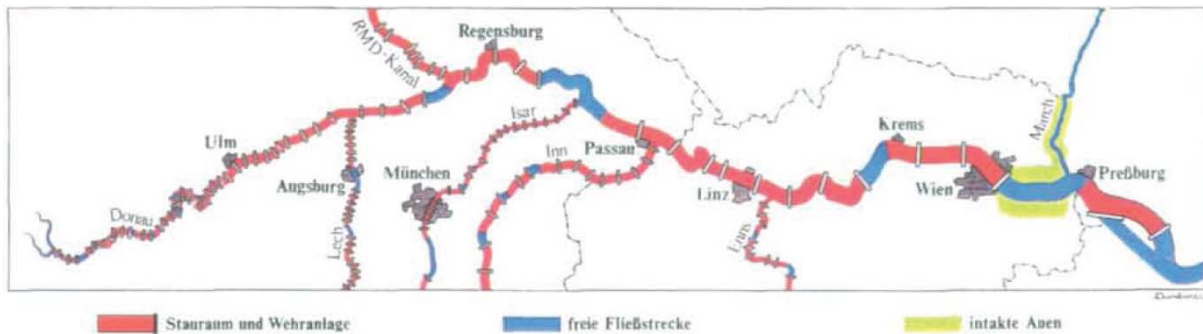 Regensburg
RMD-Kanal
Isar
Ulm
Inn
Passau
Krems
March
Augsburg
München
Linz
Wien
Preßburg
Donau
Lech
Enns
Stauraum und Wehranlage
freie Fließstrecke
intakte Auen